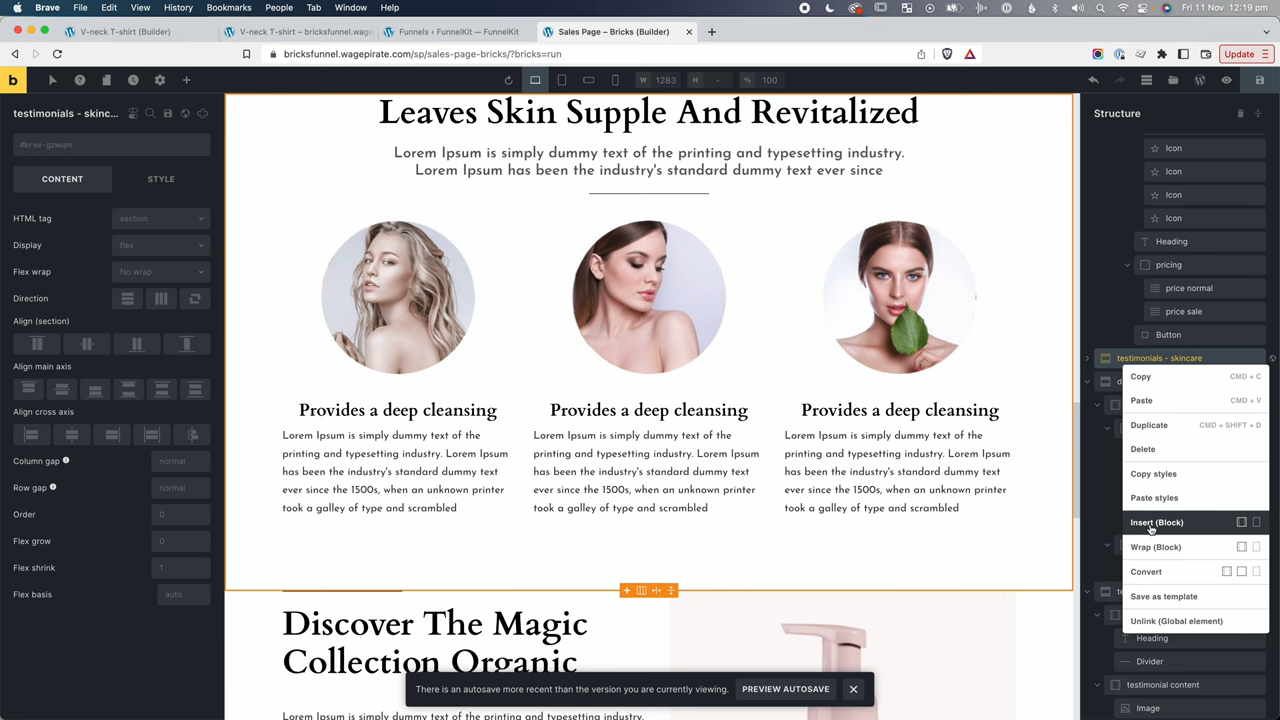 Brave File Edit View History Bookmarks People Tab Window Help
Fri 11 Nov 12:19 pm
V-neck T-shirt (Builder)
V-neck T-shirt – bricksfunnel.wage
Funnels ‹ FunnelKit — FunnelKit
Sales Page – Bricks (Builder)
bricksfunnel.wagepirate.com/sp/sales-page-bricks/?bricks=run
Update
b
W 1283 H - % 100
testimonials - skinc...
#brxe-gzwupe
CONTENT
STYLE
HTML tag
section
Display
flex
Flex wrap
No wrap
Direction
Align (section)
Align main axis
Align cross axis
Column gap
normal
Row gap
normal
Order
0
Flex grow
0
Flex shrink
1
Flex basis
auto
Leaves Skin Supple And Revitalized
Lorem Ipsum is simply dummy text of the printing and typesetting industry.
Lorem Ipsum has been the industry's standard dummy text ever since
Provides a deep cleansing
Lorem Ipsum is simply dummy text of the
printing and typesetting industry. Lorem Ipsum
has been the industry's standard dummy text
ever since the 1500s, when an unknown printer
took a galley of type and scrambled
Provides a deep cleansing
Lorem Ipsum is simply dummy text of the
printing and typesetting industry. Lorem Ipsum
has been the industry's standard dummy text
ever since the 1500s, when an unknown printer
took a galley of type and scrambled
Provides a deep cleansing
Lorem Ipsum is simply dummy text of the
printing and typesetting industry. Lorem Ipsum
has been the industry's standard dummy text
ever since the 1500s, when an unknown printer
took a galley of type and scrambled
Discover The Magic
Collection Organic
Lorem Ipsum is simply dummy text of the printing and typesetting industry.
There is an autosave more recent than the version you are currently viewing.
PREVIEW AUTOSAVE
Structure
Icon
Icon
Icon
Icon
Heading
pricing
price normal
price sale
Button
testimonials - skincare
Copy CMD + C
Paste CMD + V
Duplicate CMD + SHIFT + D
Delete
Copy styles
Paste styles
Insert (Block)
Wrap (Block)
Convert
Save as template
Unlink (Global element)
Heading
Divider
testimonial content
Image